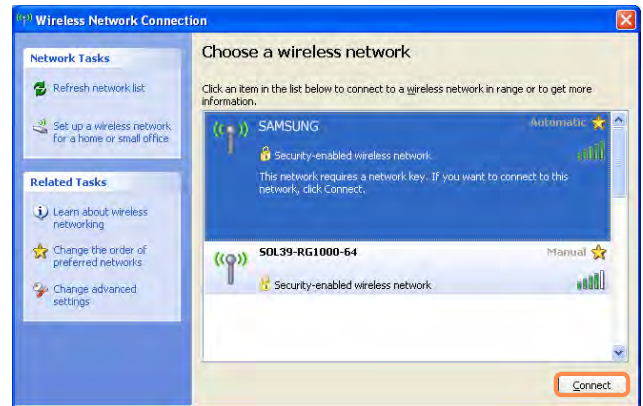 Wireless Network Connection
Network Tasks
Refresh network list
Set up a wireless network
for a home or small office
Related Tasks
Learn about wireless
networking
Change the order of
preferred networks
Change advanced
settings
Choose a wireless network
Click an item in the list below to connect to a wireless network in range or to get more
information.
SAMSUNG
Automatic
Security-enabled wireless network
This network requires a network key. If you want to connect to this
network, click Connect.
SOL39-RG1000-64
Manual
Security-enabled wireless network
Connect